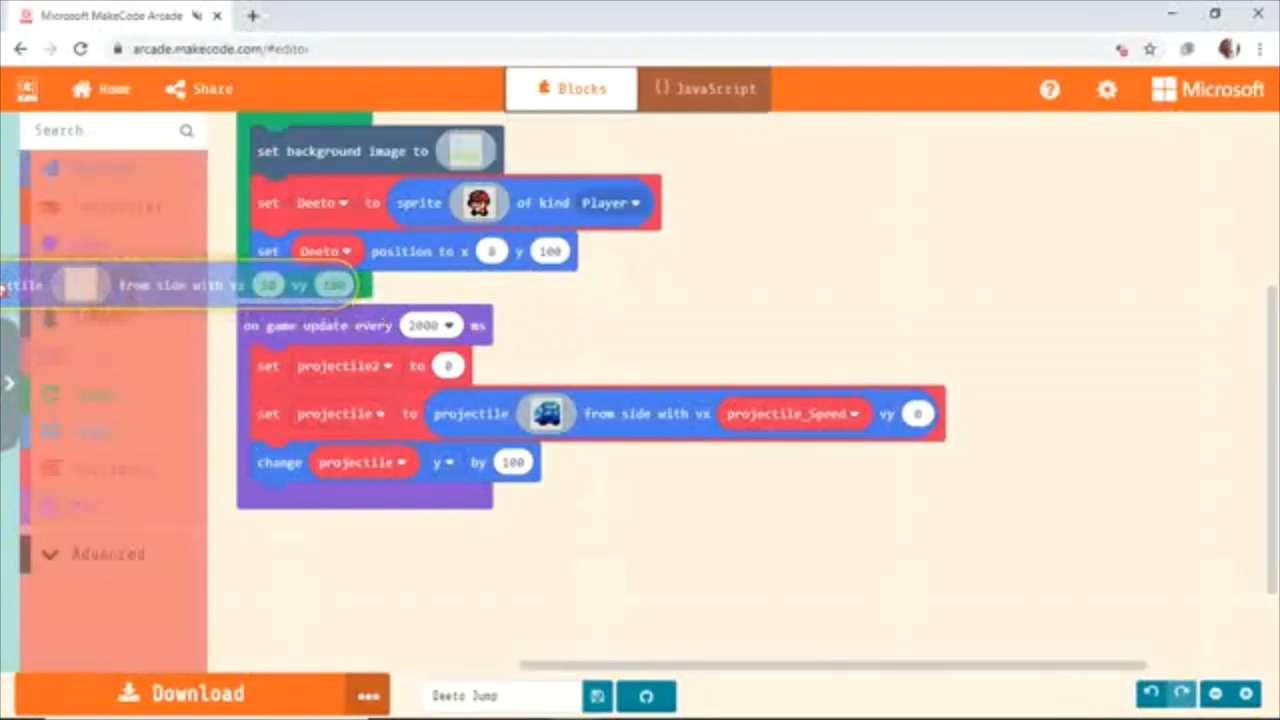 Microsoft MakeCode Arcade
arcade.makecode.com/#editor
Home
Share
Blocks
{} JavaScript
Microsoft
Search...
set background image to
set Deeto to sprite of kind Player
set Deeto position to x 8 y 100
from side with vx 50 vy 100
on game update every 2000 ms
set projectile2 to 0
set projectile to projectile from side with vx projectile_Speed vy 0
change projectile y by 100
Advanced
Download
Deeto Jump